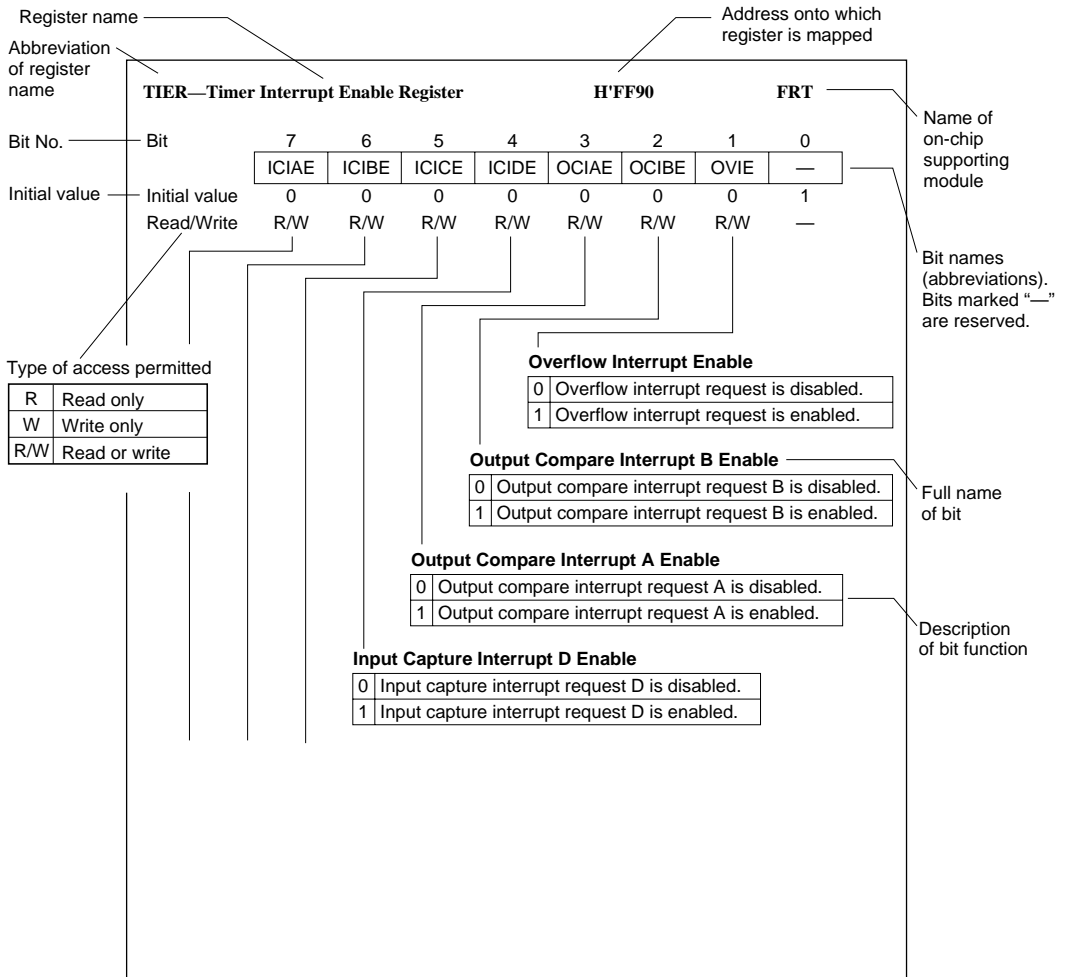 Register name
Address onto which
register is mapped
Abbreviation
of register
name
TIER—Timer Interrupt Enable Register H'FF90 FRT
Name of
on-chip
supporting
module
Bit No. Bit 7 6 5 4 3 2 1 0
ICIAE ICIBE ICICE ICIDE OCIAE OCIBE OVIE —
Initial value Initial value 0 0 0 0 0 0 0 1
Read/Write R/W R/W R/W R/W R/W R/W R/W —
Bit names
(abbreviations).
Bits marked “—”
are reserved.
Type of access permitted
R Read only
W Write only
R/W Read or write
Overflow Interrupt Enable
0 Overflow interrupt request is disabled.
1 Overflow interrupt request is enabled.
Output Compare Interrupt B Enable
0 Output compare interrupt request B is disabled.
1 Output compare interrupt request B is enabled.
Full name
of bit
Output Compare Interrupt A Enable
0 Output compare interrupt request A is disabled.
1 Output compare interrupt request A is enabled.
Description
of bit function
Input Capture Interrupt D Enable
0 Input capture interrupt request D is disabled.
1 Input capture interrupt request D is enabled.